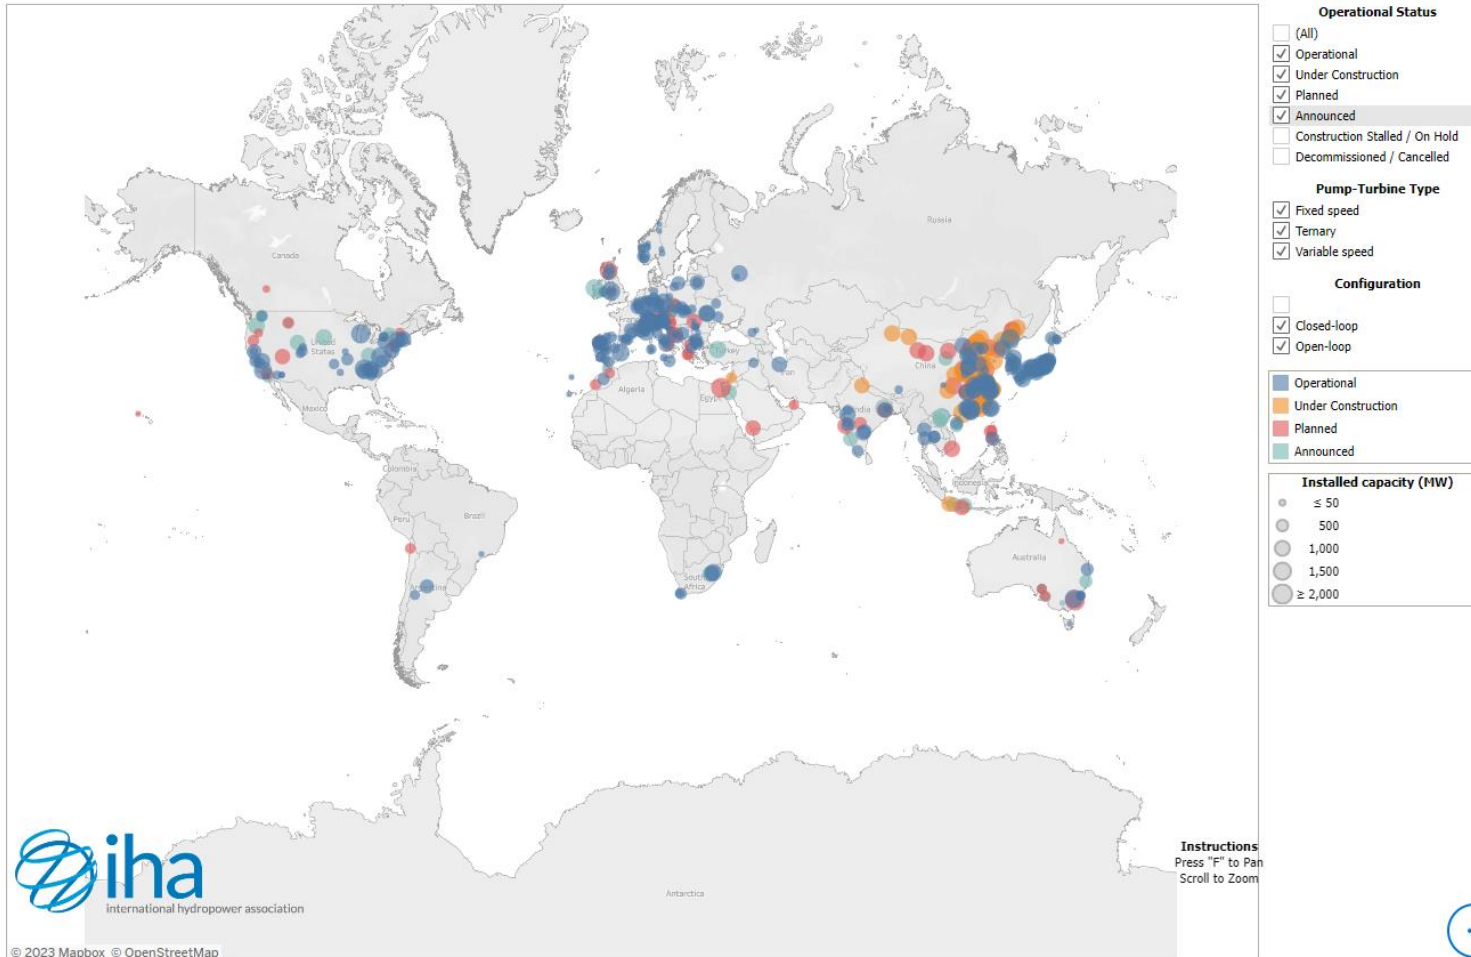 Operational Status
(All)
Operational
Under Construction
Planned
Announced
Construction Stalled / On Hold
Decommissioned / Cancelled
Pump-Turbine Type
Fixed speed
Ternary
Variable speed
Configuration
Closed-loop
Open-loop
Operational
Under Construction
Planned
Announced
Installed capacity (MW)
≤ 50
500
1,000
1,500
≥ 2,000
Russia
Canada
United
States
Turkey
Iran
China
Algeria
Egypt
Mexico
India
Colombia
Indonesia
Peru
Brazil
Australia
South
Africa
Argentina
Instructions
Press "F" to Pan
Scroll to Zoom
iha
international hydropower association
Antarctica
© 2023 Mapbox © OpenStreetMap